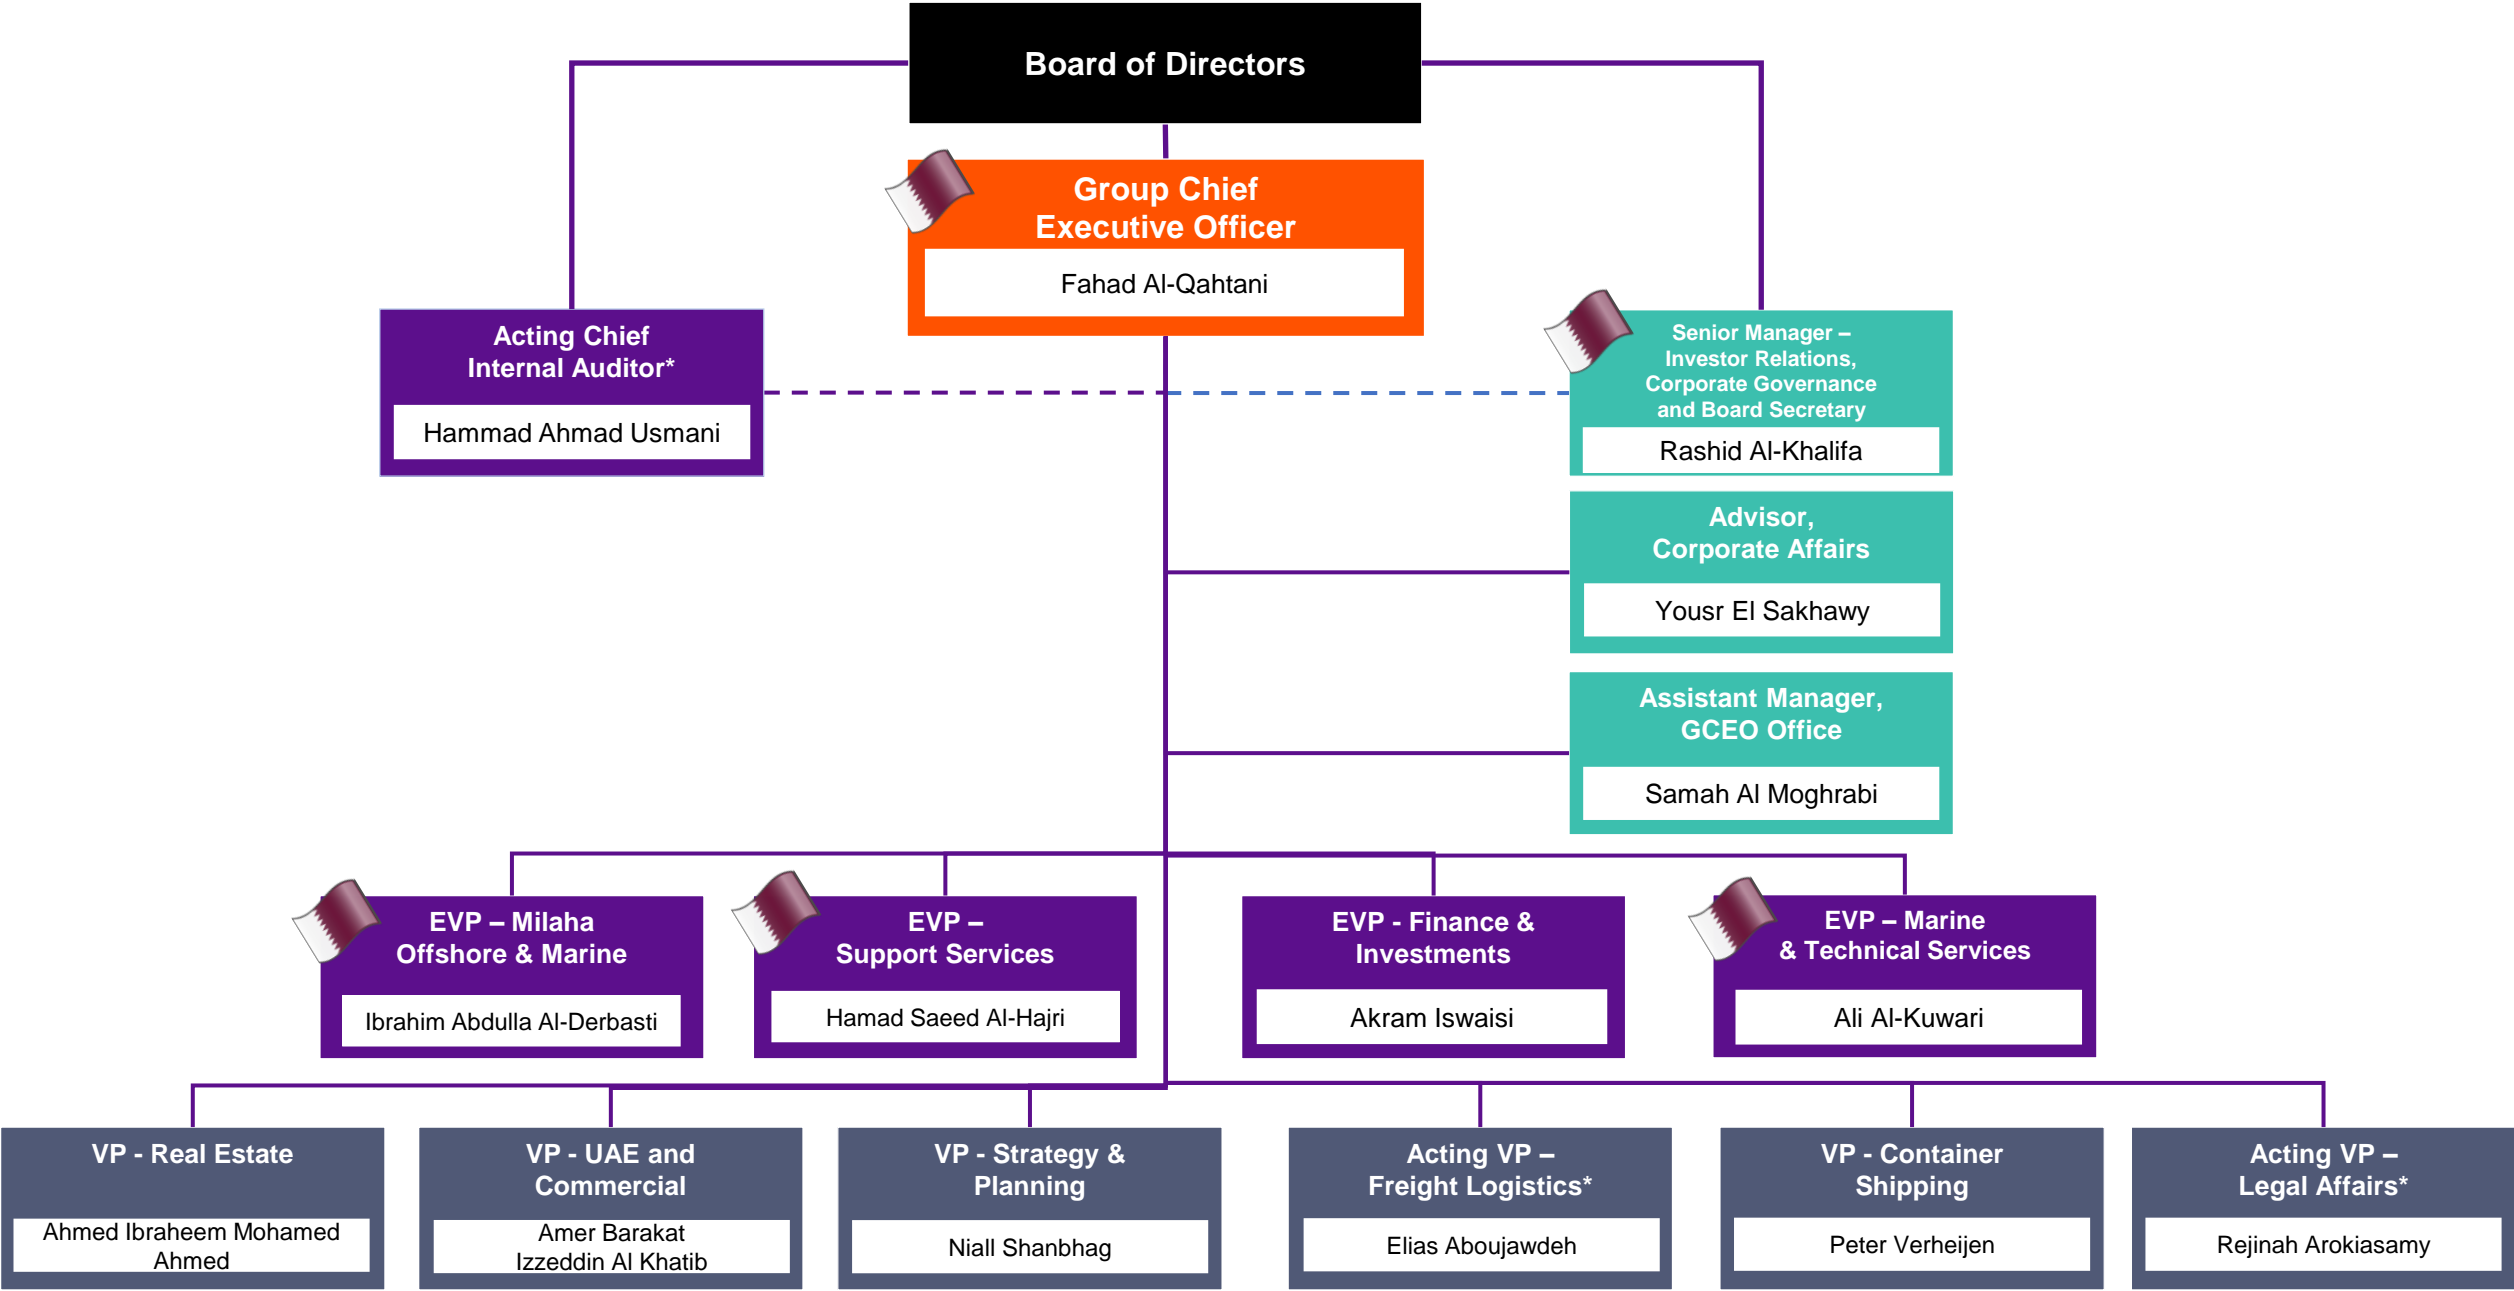 Board of Directors
Group Chief
Executive Officer
Fahad Al-Qahtani
Acting Chief
Internal Auditor*
Hammad Ahmad Usmani
Senior Manager –
Investor Relations,
Corporate Governance
and Board Secretary
Rashid Al-Khalifa
Advisor,
Corporate Affairs
Yousr El Sakhawy
Assistant Manager,
GCEO Office
Samah Al Moghrabi
EVP – Milaha
Offshore & Marine
Ibrahim Abdulla Al-Derbasti
EVP –
Support Services
Hamad Saeed Al-Hajri
EVP - Finance &
Investments
Akram Iswaisi
EVP – Marine
& Technical Services
Ali Al-Kuwari
VP - Real Estate
Ahmed Ibraheem Mohamed
Ahmed
VP - UAE and
Commercial
Amer Barakat
Izzeddin Al Khatib
VP - Strategy &
Planning
Niall Shanbhag
Acting VP –
Freight Logistics*
Elias Aboujawdeh
VP - Container
Shipping
Peter Verheijen
Acting VP –
Legal Affairs*
Rejinah Arokiasamy